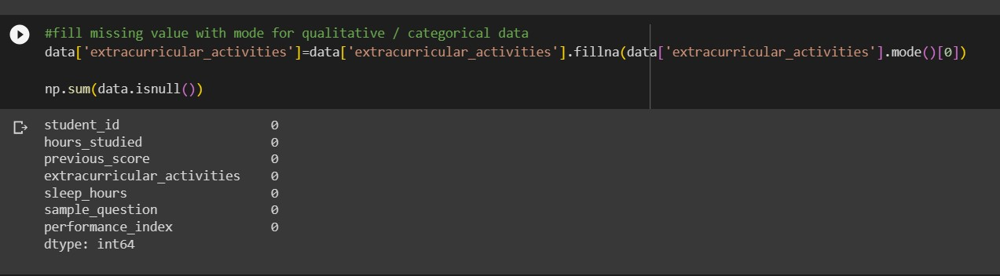 #fill missing value with mode for qualitative / categorical data
data['extracurricular_activities']=data['extracurricular_activities'].fillna(data['extracurricular_activities'].mode()[0])
np.sum(data.isnull())
student_id 0
hours_studied 0
previous_score 0
extracurricular_activities 0
sleep_hours 0
sample_question 0
performance_index 0
dtype: int64